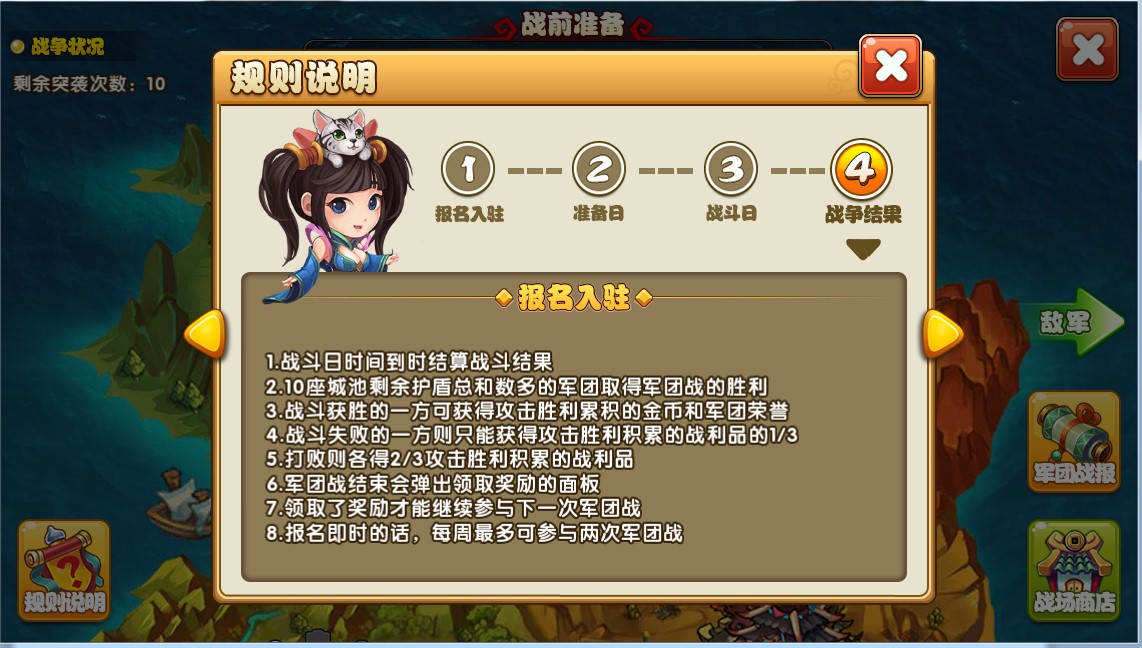 战前准备
战争状况
剩余突袭次数：10
规则说明
1 2 3 4
报名入驻 准备日 战斗日 战争结果
报名入驻
1.战斗日时间到时结算战斗结果
2.10座城池剩余护盾总和数多的军团取得军团战的胜利
3.战斗获胜的一方可获得攻击胜利累积的金币和军团荣誉
4.战斗失败的一方则只能获得攻击胜利积累的战利品的1/3
5.打败则各得2/3攻击胜利积累的战利品
6.军团战结束会弹出领取奖励的面板
7.领取了奖励才能继续参与下一次军团战
8.报名即时的话，每周最多可参与两次军团战
敌军
军团战报
规则说明
战场商店